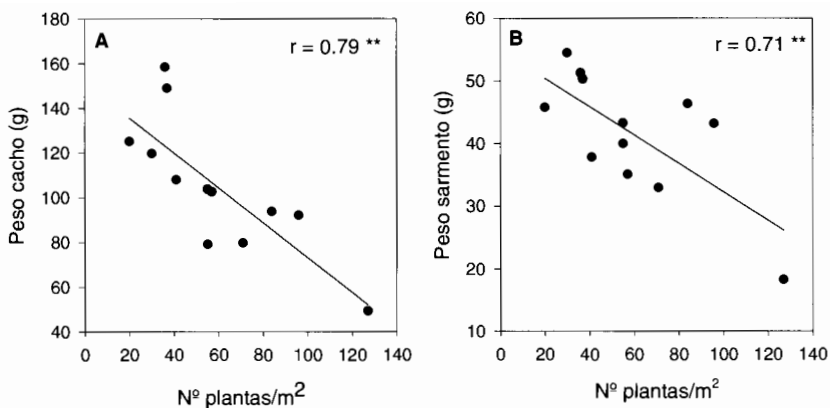 A
r = 0.79 **
Peso cacho (g)
180
160
140
120
100
80
60
40
0 20 40 60 80 100 120 140
Nº plantas/m²
B
r = 0.71 **
Peso sarmento (g)
60
50
40
30
20
10
0 20 40 60 80 100 120 140
Nº plantas/m²